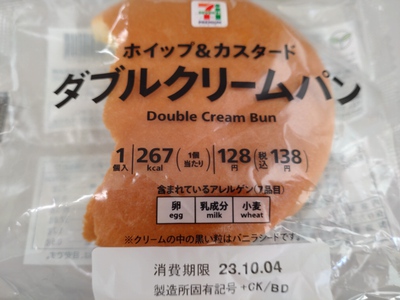 ホイップ&カスタード
ダブルクリームパン
Double Cream Bun
1個入 267kcal (1個当たり) 128円 (税込138円)
含まれているアレルゲン(7品目)
卵 乳成分 小麦
egg milk wheat
※クリームの中の黒い粒はバニラシードです。
消費期限 23.10.04
製造所固有記号 +CK/BD